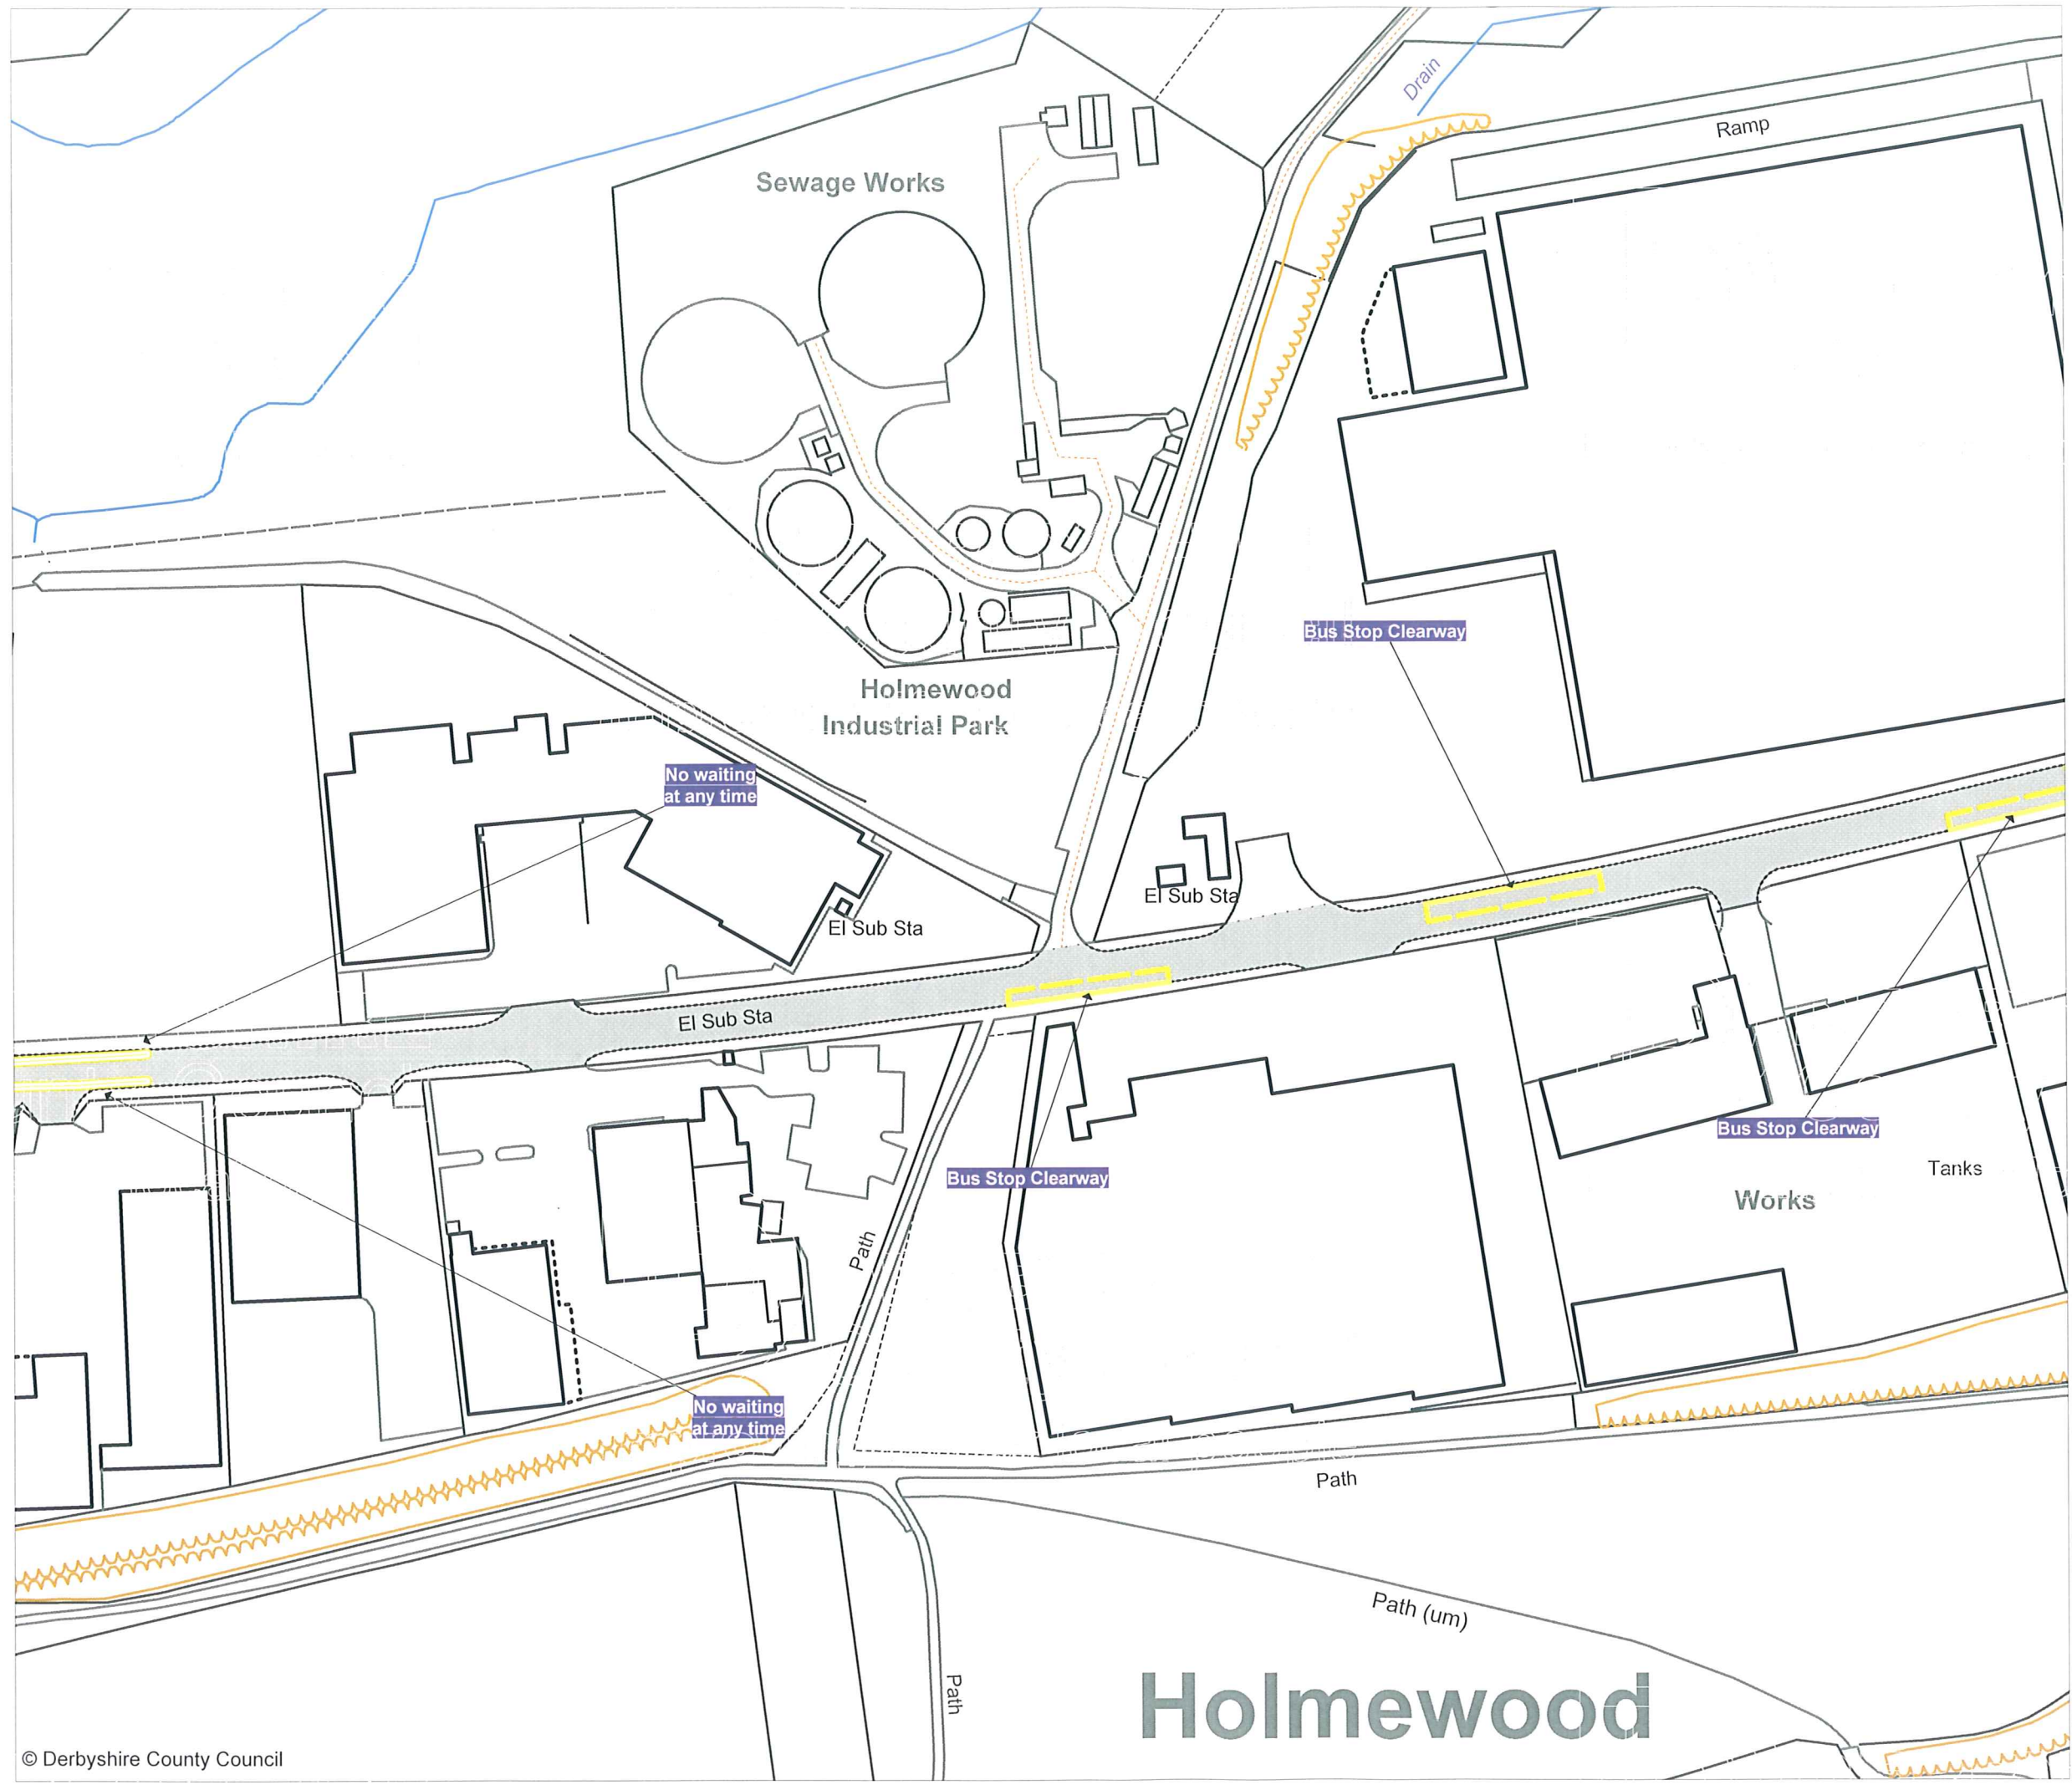 Drain
Ramp
Sewage Works
Bus Stop Clearway
Holmewood
Industrial Park
No waiting
at any time
El Sub Sta
El Sub Sta
El Sub Sta
Bus Stop Clearway
Tanks
Bus Stop Clearway
Works
Path
No waiting
at any time
Path
Path (um)
Path
Holmewood
© Derbyshire County Council